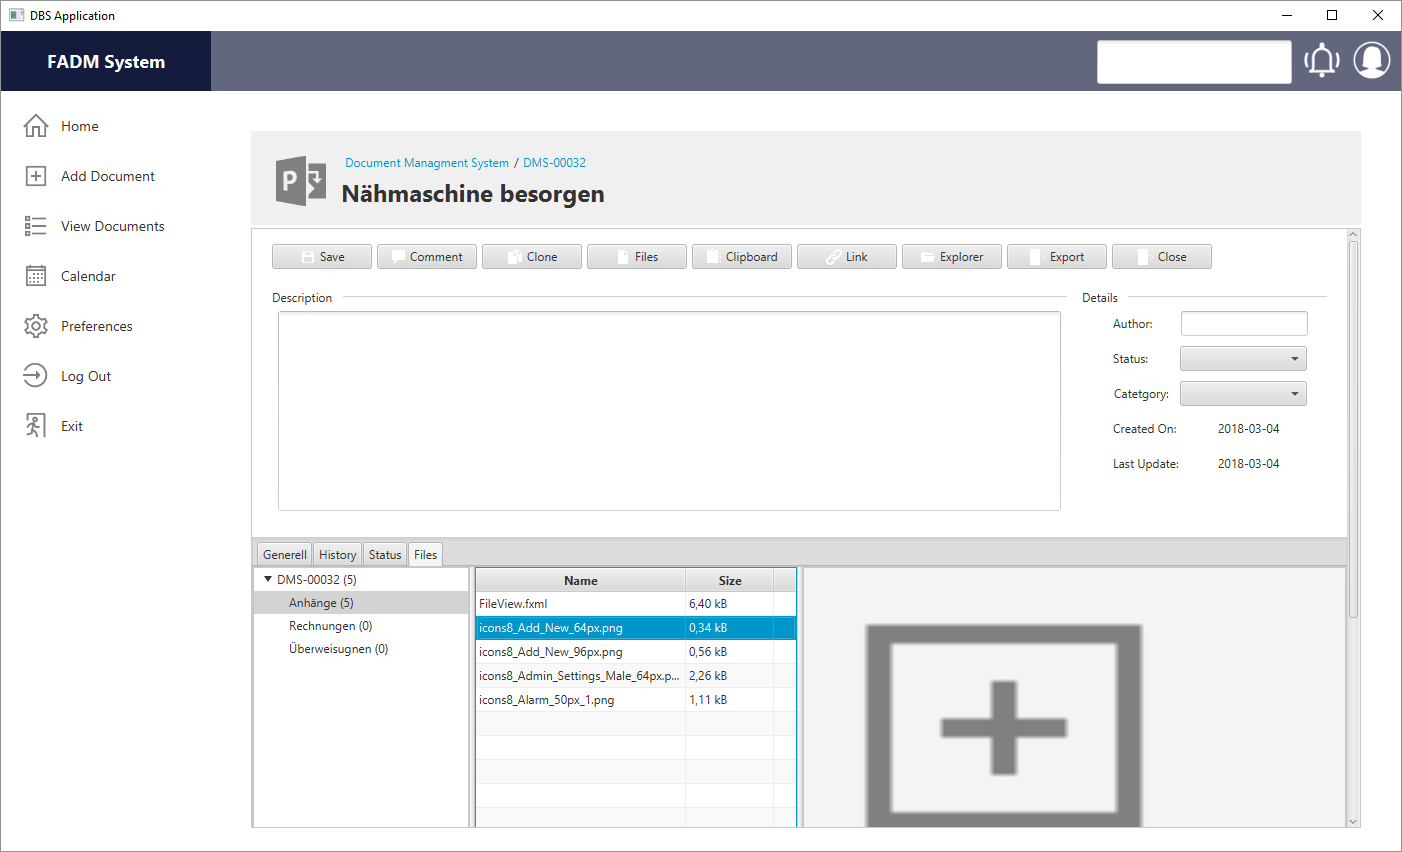 DBS Application
FADM System
Home
Add Document
View Documents
Calendar
Preferences
Log Out
Exit
Document Managment System / DMS-00032
Nähmaschine besorgen
Save Comment Clone Files Clipboard Link Explorer Export Close
Description
Details
Author:
Status:
Catetgory:
Created On: 2018-03-04
Last Update: 2018-03-04
Generell History Status Files
DMS-00032 (5)
Anhänge (5)
Rechnungen (0)
Überweisugnen (0)
Name Size
FileView.fxml 6,40 kB
icons8_Add_New_64px.png 0,34 kB
icons8_Add_New_96px.png 0,56 kB
icons8_Admin_Settings_Male_64px.p... 2,26 kB
icons8_Alarm_50px_1.png 1,11 kB